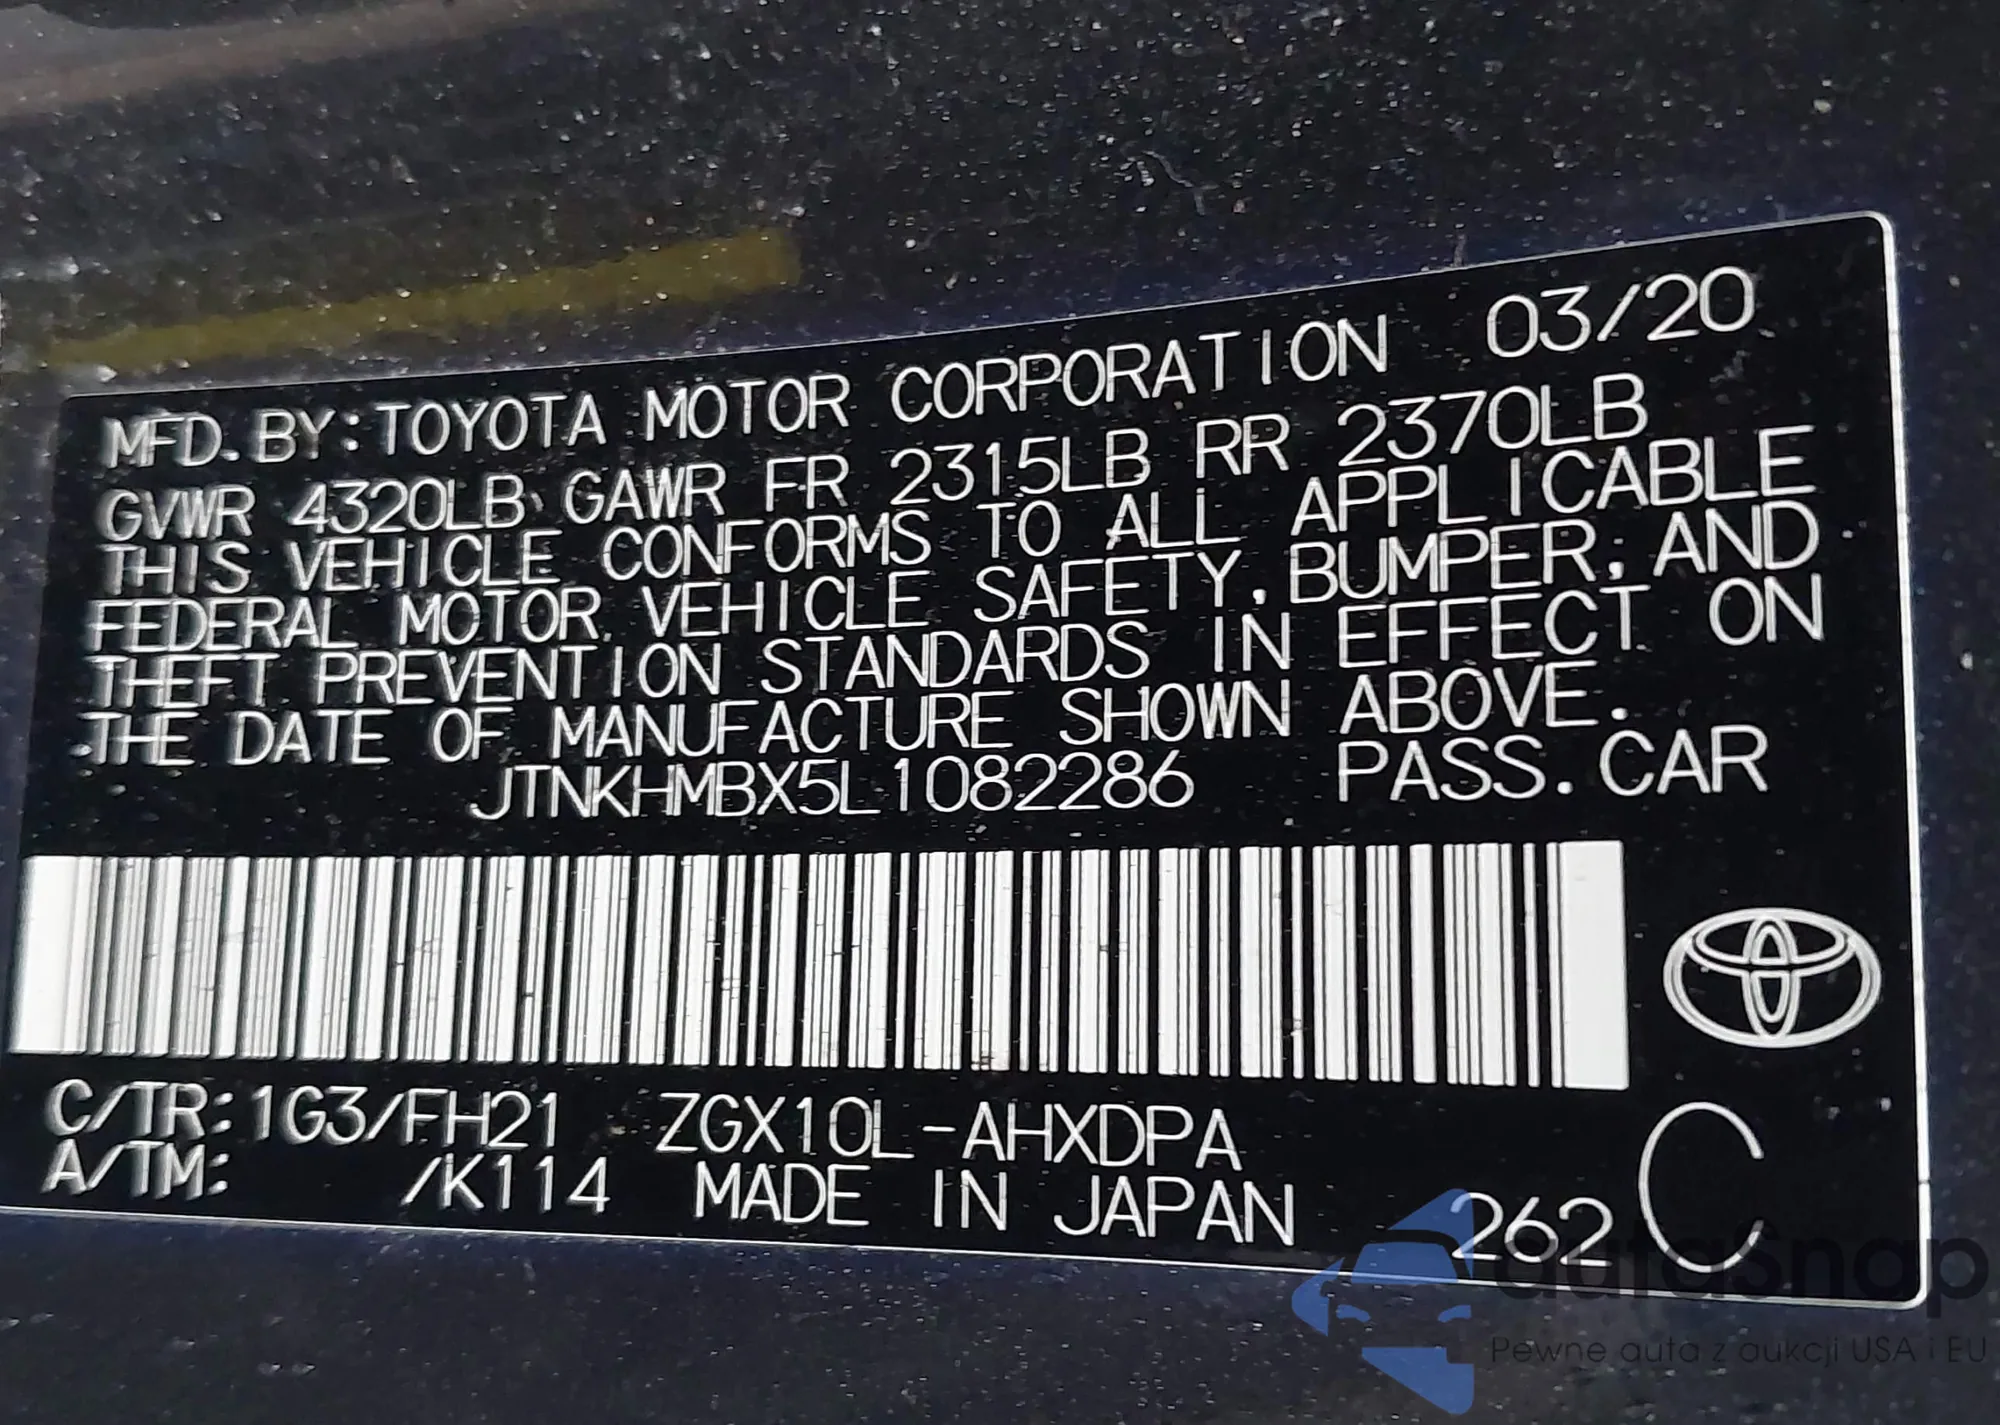 MFD. BY: TOYOTA MOTOR CORPORATION 03/20
GVWR 4320LB GAWR FR 2315LB RR 2370LB
THIS VEHICLE CONFORMS TO ALL APPLICABLE
FEDERAL MOTOR VEHICLE SAFETY, BUMPER, AND
THEFT PREVENTION STANDARDS IN EFFECT ON
THE DATE OF MANUFACTURE SHOWN ABOVE.
JTNKHMBX5L1082286 PASS. CAR
C/TR: 1G3/FH21 ZGX10L-AHXDPA
A/TM: /K114 MADE IN JAPAN 262 C
autaSnap
Pewne auta z aukcji USA i EU